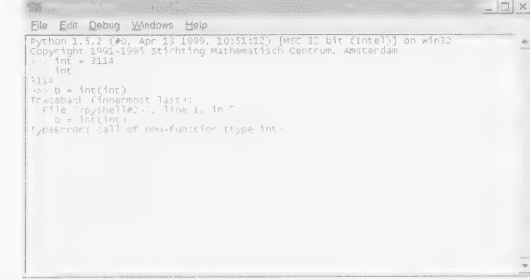 File Edit Debug Windows Help
Python 1.5.2 (#0, Apr 13 1999, 10:51:12) [MSC 32 bit (Intel)] on win32
Copyright 1991-1995 Stichting Mathematisch Centrum, Amsterdam
>>> int = 3114
int
3114
>>> b = int(int)
Traceback (innermost last):
File "<pyshell#2>", line 1, in ?
b = int(int)
TypeError: call of non-function (type int)